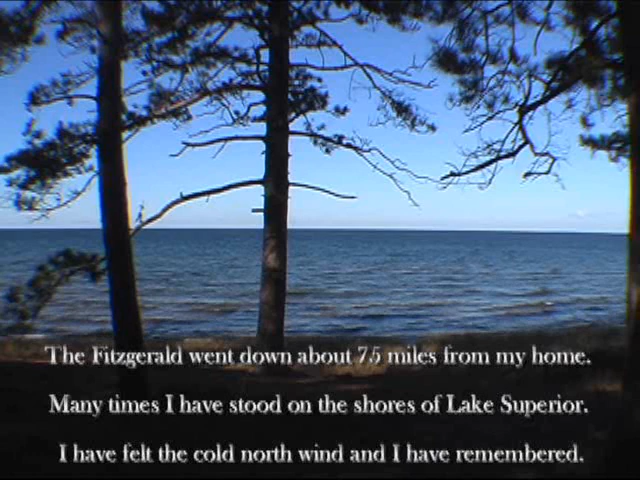 The Fitzgerald went down about 75 miles from my home.
Many times I have stood on the shores of Lake Superior.
I have felt the cold north wind and I have remembered.